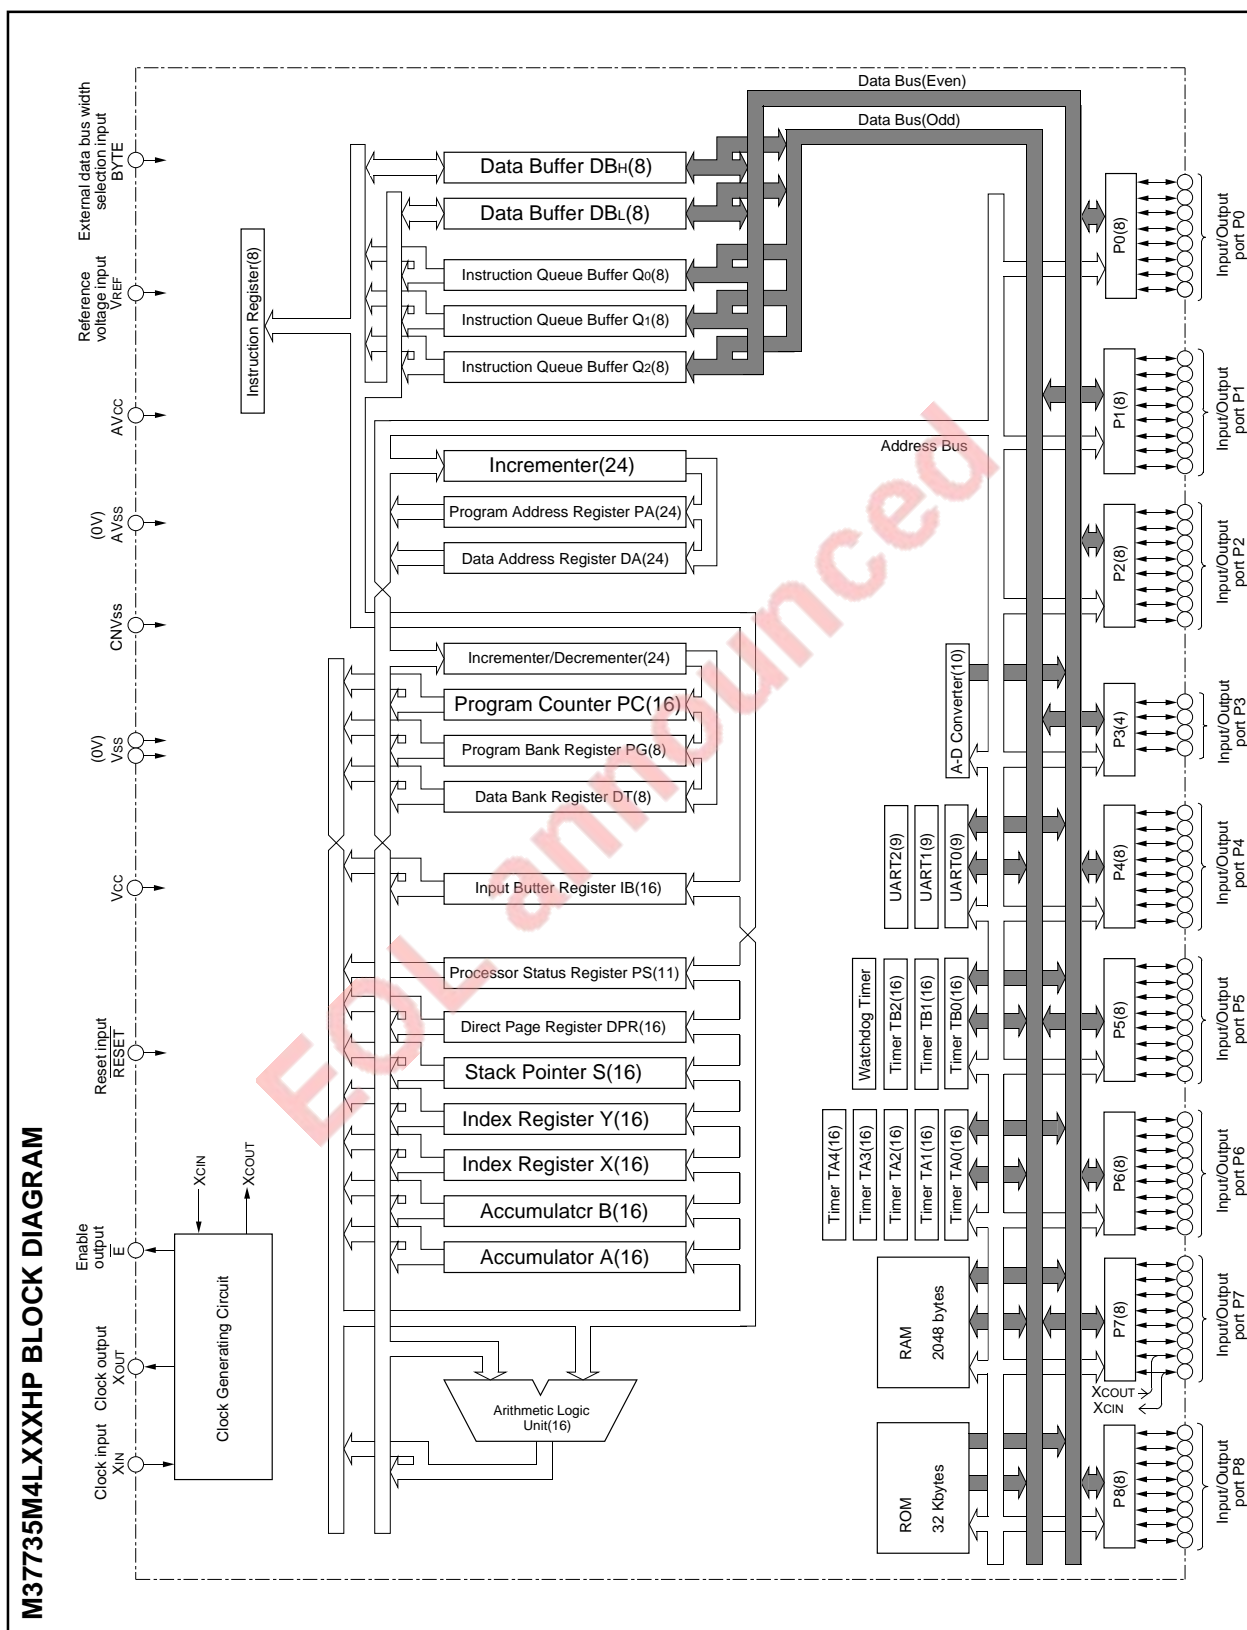 M37735M4LXXXHP BLOCK DIAGRAM
External data bus width
selection input
BYTE
Reference
voltage input
VREF
AVcc
(0V)
AVss
CNVss
(0V)
Vss
Vcc
Reset input
RESET
Enable
output
E
Clock output
XOUT
Clock input
XIN
XCIN
XCOUT
Clock Generating Circuit
Instruction Register(8)
Data Bus(Even)
Data Bus(Odd)
Data Buffer DBH(8)
Data Buffer DBL(8)
Instruction Queue Buffer Q0(8)
Instruction Queue Buffer Q1(8)
Instruction Queue Buffer Q2(8)
Address Bus
Incrementer(24)
Program Address Register PA(24)
Data Address Register DA(24)
Incrementer/Decrementer(24)
Program Counter PC(16)
Program Bank Register PG(8)
Data Bank Register DT(8)
Input Butter Register IB(16)
Processor Status Register PS(11)
Direct Page Register DPR(16)
Stack Pointer S(16)
Index Register Y(16)
Index Register X(16)
Accumulatcr B(16)
Accumulator A(16)
Arithmetic Logic
Unit(16)
A-D Converter(10)
UART2(9)
UART1(9)
UART0(9)
Watchdog Timer
Timer TB2(16)
Timer TB1(16)
Timer TB0(16)
Timer TA4(16)
Timer TA3(16)
Timer TA2(16)
Timer TA1(16)
Timer TA0(16)
RAM
2048 bytes
ROM
32 Kbytes
P0(8)
P1(8)
P2(8)
P3(4)
P4(8)
P5(8)
P6(8)
P7(8)
P8(8)
XCOUT
XCIN
Input/Output
port P0
Input/Output
port P1
Input/Output
port P2
Input/Output
port P3
Input/Output
port P4
Input/Output
port P5
Input/Output
port P6
Input/Output
port P7
Input/Output
port P8
EOL announced